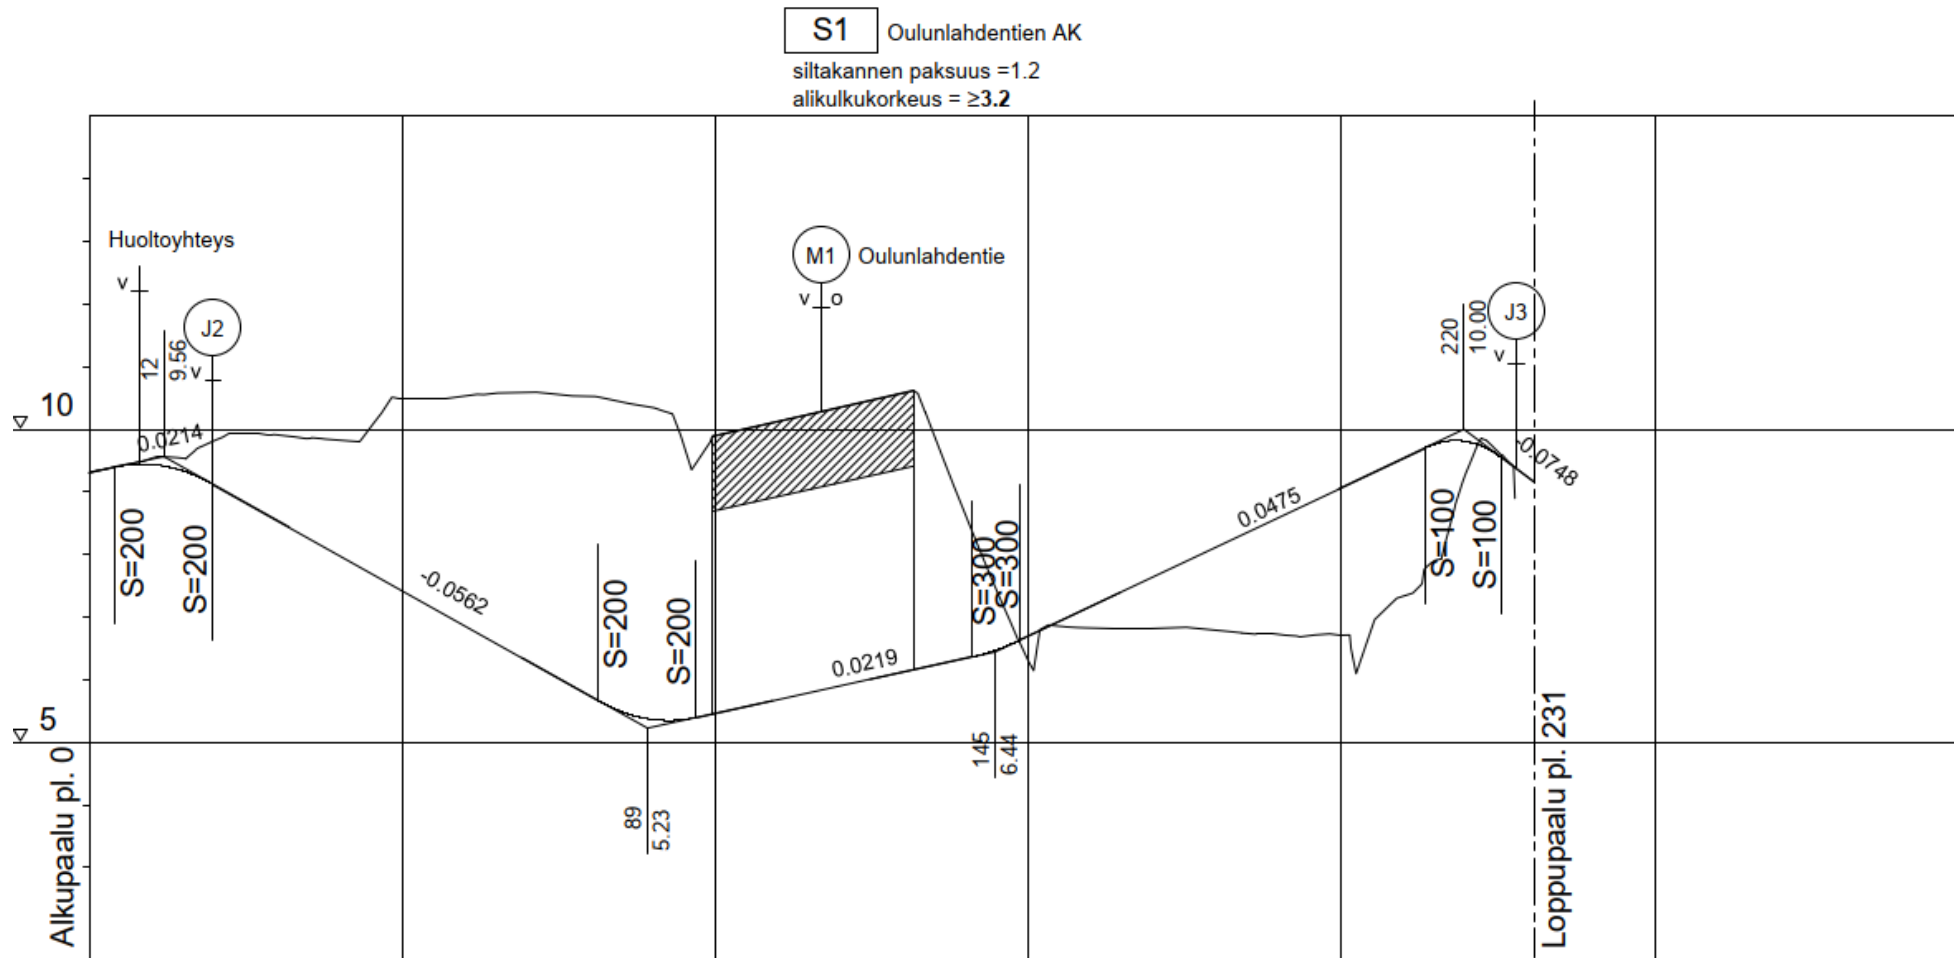 S1
Oulunlahdentien AK
siltakannen paksuus =1.2
alikulkukorkeus = ≥3.2
Huoltoyhteys
v
J2
v
12
9.56
0.0214
10
M1
Oulunlahdentie
v o
J3
v
220
10.00
-0.0748
S=200
S=200
-0.0562
S=200
S=200
0.0219
S=300
S=300
0.0475
S=100
S=100
5
145
6.44
89
5.23
Alkupaalu pl. 0
Loppupaalu pl. 231